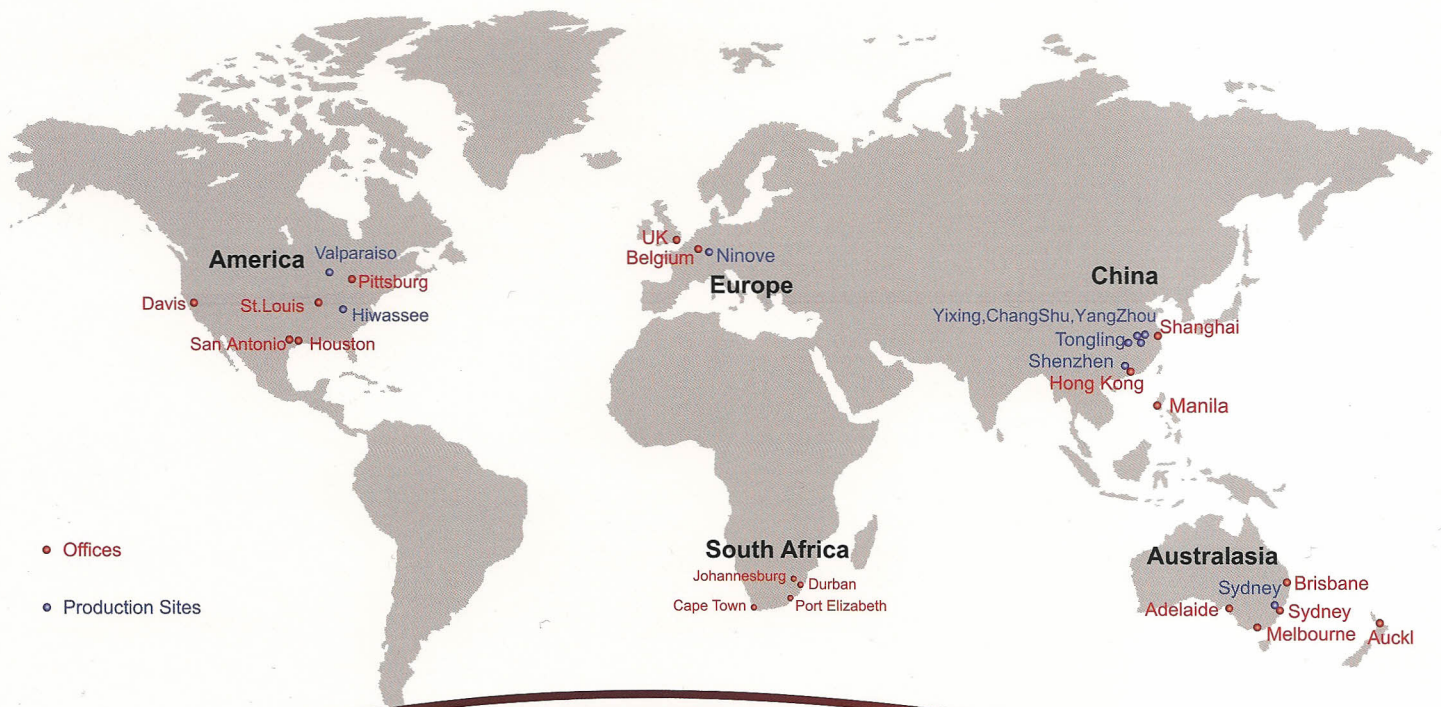 America
Valparaiso
Pittsburg
Davis
St.Louis
Hiwassee
San Antonio
Houston
UK
Belgium
Ninove
Europe
China
Yixing,ChangShu,YangZhou
Shanghai
Tongling
Shenzhen
Hong Kong
Manila
South Africa
Johannesburg
Durban
Cape Town
Port Elizabeth
Australasia
Sydney
Brisbane
Adelaide
Sydney
Melbourne
Auckl
Offices
Production Sites